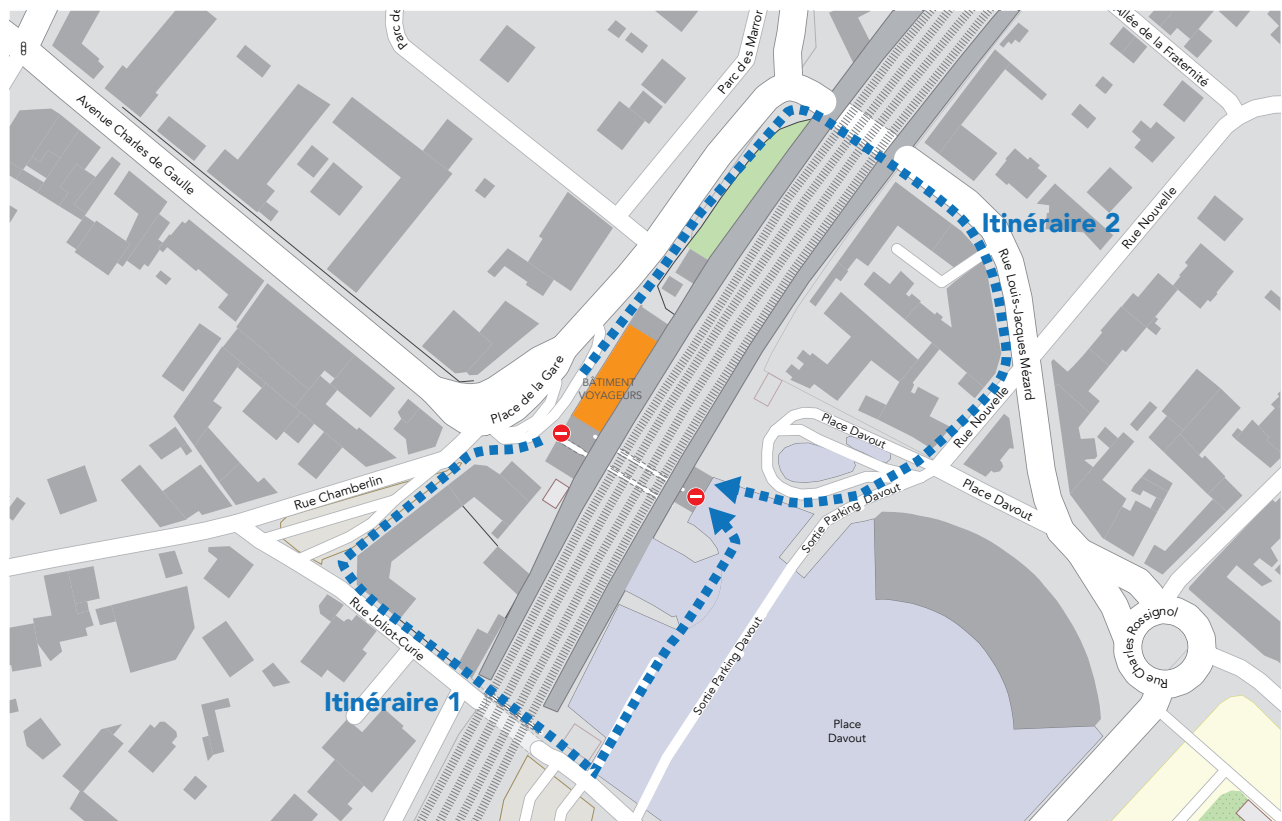 Parc de
Parc des Marron
Allée de la Fraternité
Avenue Charles de Gaulle
Rue Nouvelle
Itinéraire 2
Rue Louis-Jacques Mézard
Place de la Gare
BÂTIMENT
VOYAGEURS
Rue Nouvelle
Place Davout
Rue Chamberlin
Place Davout
Sortie Parking Davout
Rue Joliot-Curie
Sortie Parking Davout
Rue Charles Rossignol
Itinéraire 1
Place
Davout